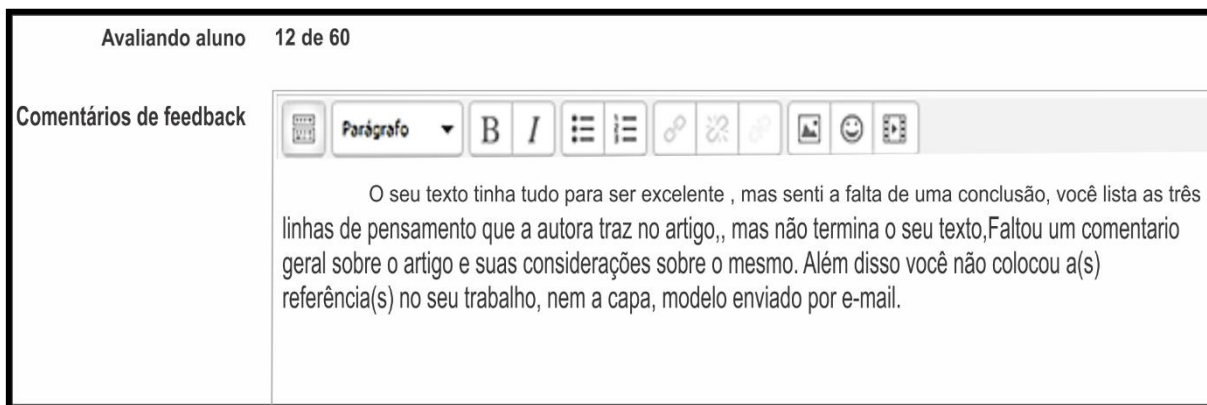 Avaliando aluno 12 de 60
Comentários de feedback
Parágrafo B I
O seu texto tinha tudo para ser excelente , mas senti a falta de uma conclusão, você lista as três
linhas de pensamento que a autora traz no artigo,, mas não termina o seu texto,Faltou um comentario
geral sobre o artigo e suas considerações sobre o mesmo. Além disso você não colocou a(s)
referência(s) no seu trabalho, nem a capa, modelo enviado por e-mail.